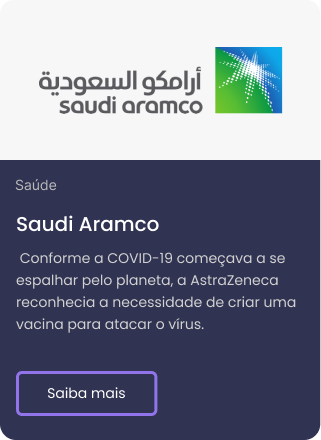 أرامكو السعودية
saudi aramco
Saúde
Saudi Aramco
Conforme a COVID-19 começava a se
espalhar pelo planeta, a AstraZeneca
reconhecia a necessidade de criar uma
vacina para atacar o vírus.
Saiba mais